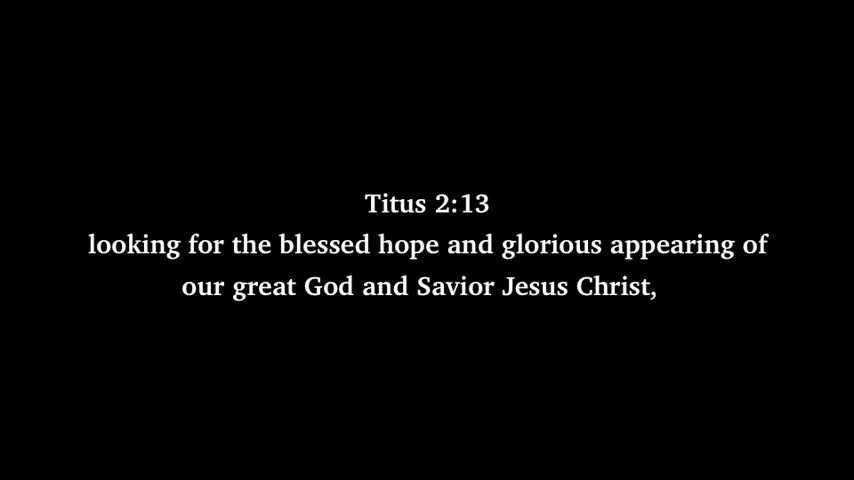 Titus 2:13
looking for the blessed hope and glorious appearing of
our great God and Savior Jesus Christ,